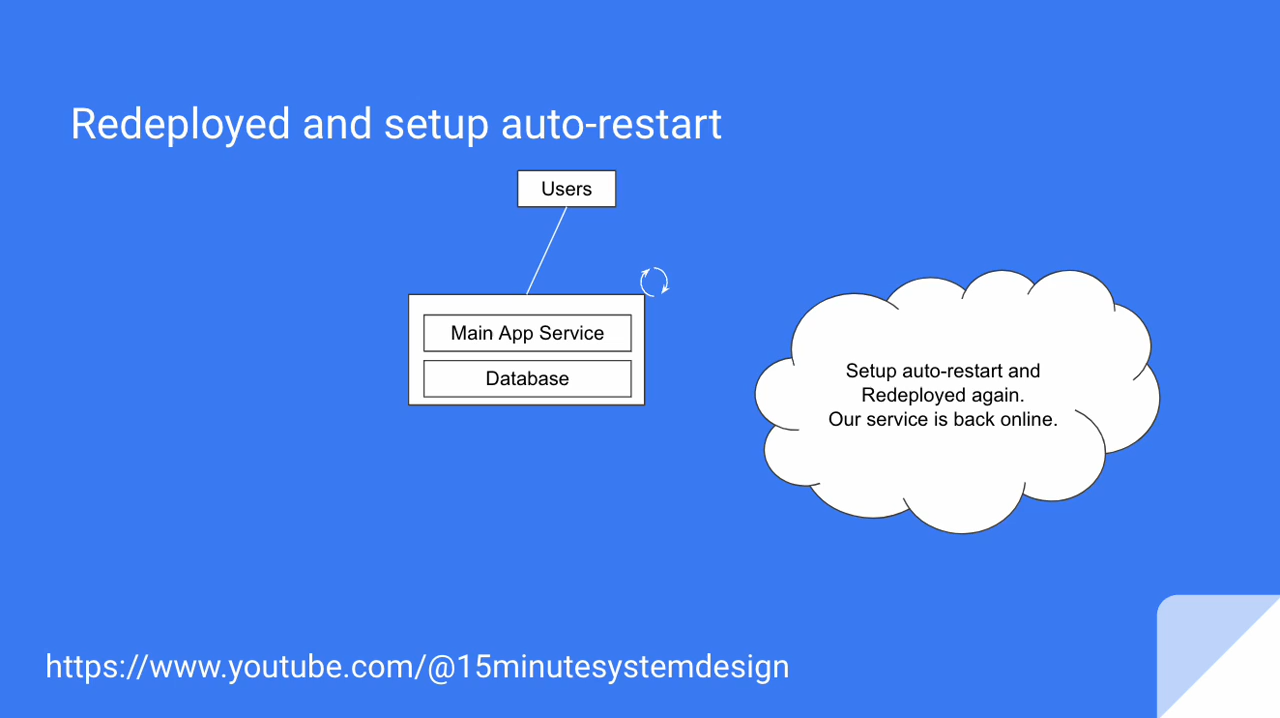 Redeployed and setup auto-restart
Users
Main App Service
Database
Setup auto-restart and
Redeployed again.
Our service is back online.
https://www.youtube.com/@15minutesystemdesign